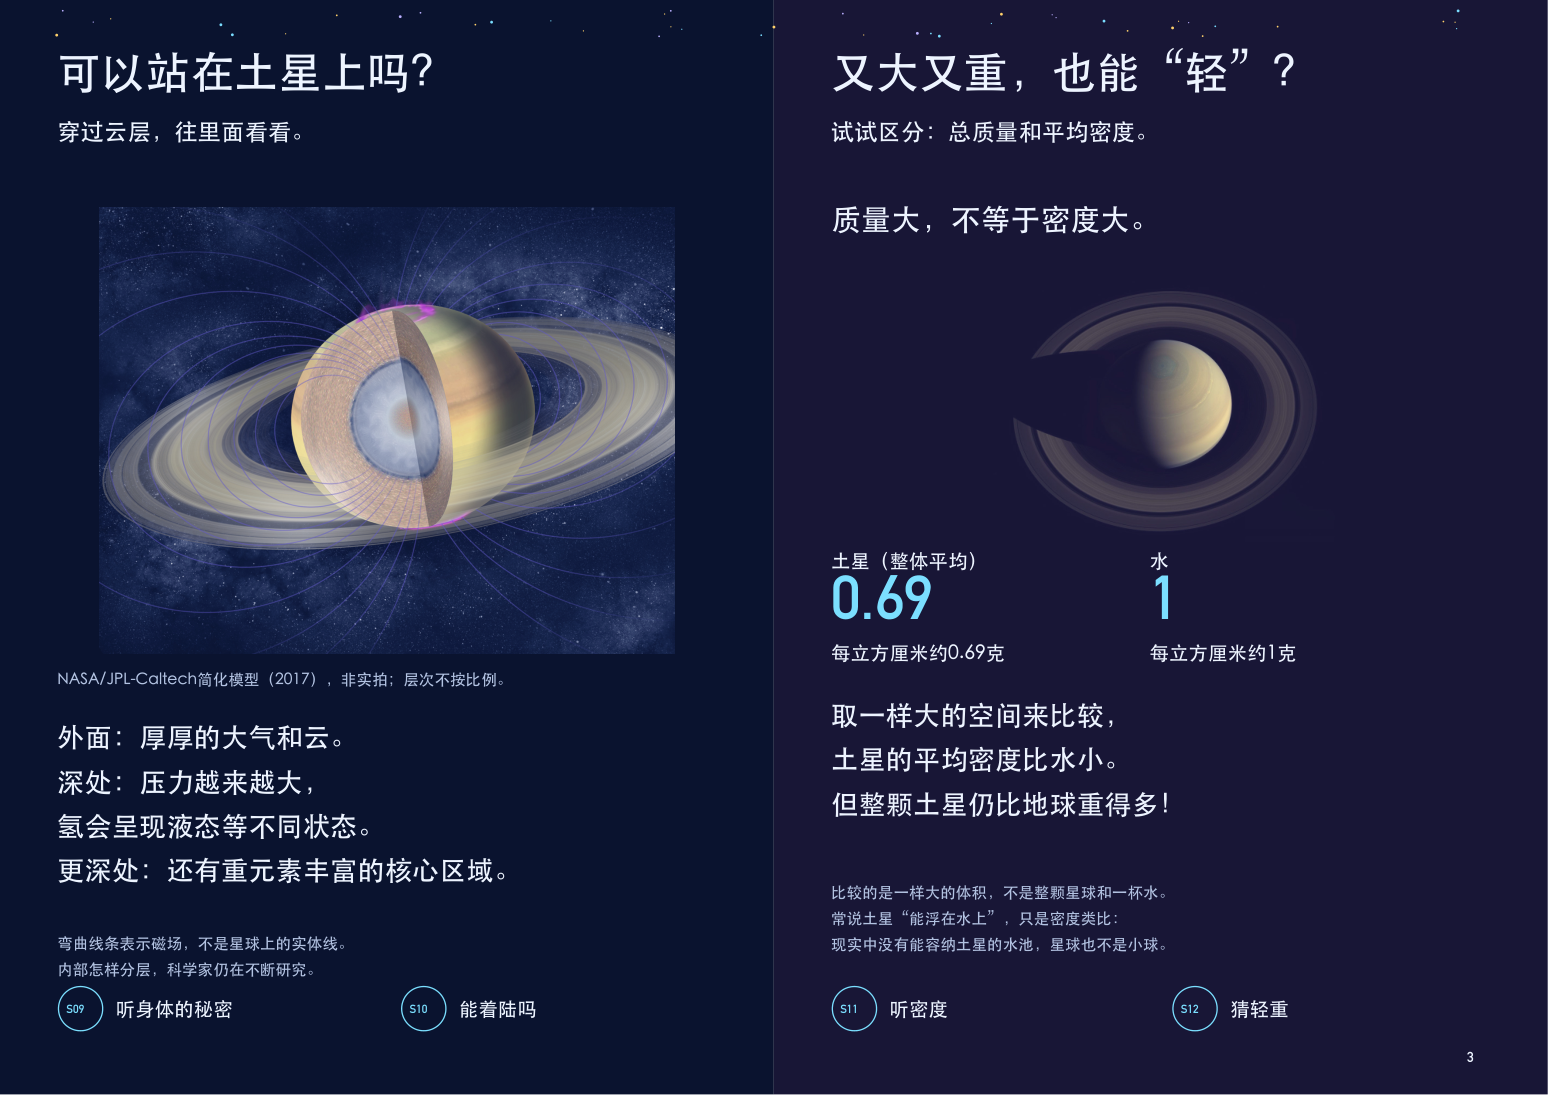 可以站在土星上吗？
穿过云层，往里面看看。
NASA/JPL-Caltech简化模型（2017），非实拍；层次不按比例。
外面：厚厚的大气和云。
深处：压力越来越大，
氢会呈现液态等不同状态。
更深处：还有重元素丰富的核心区域。
弯曲线条表示磁场，不是星球上的实体线。
内部怎样分层，科学家仍在不断研究。
S09 听身体的秘密
S10 能着陆吗
又大又重，也能“轻”？
试试区分：总质量和平均密度。
质量大，不等于密度大。
土星（整体平均）
0.69
每立方厘米约0.69克
水
1
每立方厘米约1克
取一样大的空间来比较，
土星的平均密度比水小。
但整颗土星仍比地球重得多！
比较的是一样大的体积，不是整颗星球和一杯水。
常说土星“能浮在水上”，只是密度类比：
现实中没有能容纳土星的水池，星球也不是小球。
S11 听密度
S12 猜轻重
3